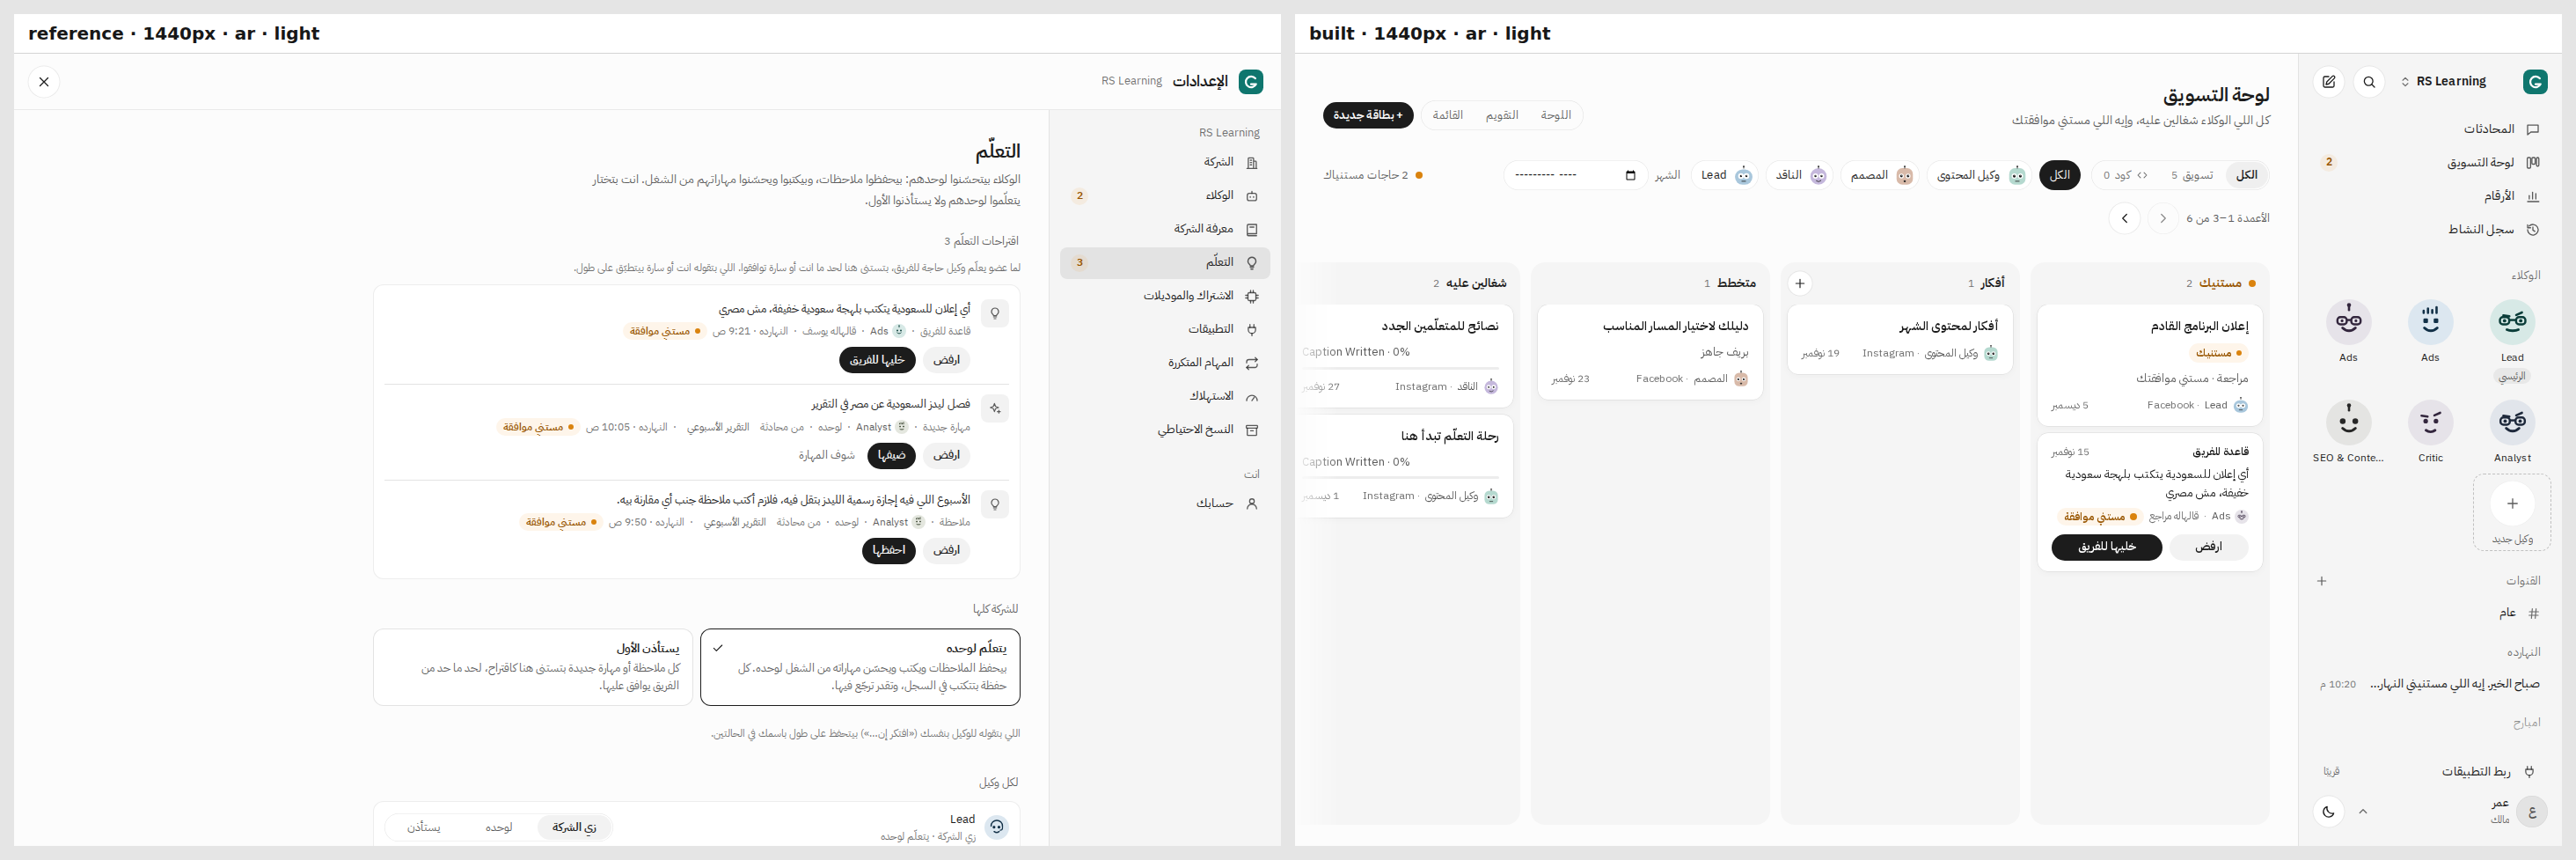 reference · 1440px · ar · light
الإعدادات RS Learning
RS Learning
الشركة
الوكلاء 2
معرفة الشركة
التعلّم 3
الاشتراك والموديلات
التطبيقات
المهام المتكررة
الاستهلاك
النسخ الاحتياطي
انت
حسابك
التعلّم
الوكلاء بيتحسّنوا لوحدهم: بيحفظوا ملاحظات، وبيكتبوا ويحسّنوا مهاراتهم من الشغل. انت بتختار
يتعلّموا لوحدهم ولا يستأذنوا الأول.
اقتراحات التعلّم 3
لما عضو يعلّم وكيل حاجة للفريق، بتستنى هنا لحد ما انت أو سارة توافقوا. اللي بتقوله انت أو سارة بيتطبّق على طول.
أي إعلان للسعودية يتكتب بلهجة سعودية خفيفة، مش مصري
قاعدة للفريق · Ads · قالهاله يوسف · النهارده · 9:21 ص مستني موافقة
ارفض خليها للفريق
فصل ليدز السعودية عن مصر في التقرير
مهارة جديدة · Analyst · لوحده · من محادثة التقرير الأسبوعي · النهارده · 10:05 ص مستني موافقة
ارفض ضيفها شوف المهارة
الأسبوع اللي فيه إجازة رسمية الليدز بتقل فيه، فلازم أكتب ملاحظة جنب أي مقارنة بيه.
ملاحظة · Analyst · لوحده · من محادثة التقرير الأسبوعي · النهارده · 9:50 ص مستني موافقة
ارفض احفظها
للشركة كلها
يتعلّم لوحده
بيحفظ الملاحظات ويكتب ويحسّن مهاراته من الشغل لوحده. كل
حفظة بتتكتب في السجل، وتقدر ترجّع فيها.
يستأذن الأول
كل ملاحظة أو مهارة جديدة بتستنى هنا كاقتراح، لحد ما حد من
الفريق يوافق عليها.
اللي بتقوله للوكيل بنفسك («افتكر إن…») بيتحفظ على طول باسمك في الحالتين.
لكل وكيل
Lead
زي الشركة · يتعلّم لوحده
زي الشركة لوحده يستأذن
built · 1440px · ar · light
RS Learning
المحادثات
لوحة التسويق 2
الأرقام
سجل النشاط
الوكلاء
Lead Ads Ads
الرئيسي
Analyst Critic SEO & Conte...
وكيل جديد
القنوات
عام
النهارده
صباح الخير. إيه اللي مستنيني النهار... 10:20 م
امبارح
ربط التطبيقات قريبًا
ع عمر
مالك
لوحة التسويق
كل اللي الوكلاء شغالين عليه، وإيه اللي مستني موافقتك
اللوحة التقويم القائمة + بطاقة جديدة
الكل تسويق 5 كود 0 الكل وكيل المحتوى المصمم الناقد Lead الشهر --------- ---- 2 حاجات مستنياك
الأعمدة 1–3 من 6
مستنيك 2
إعلان البرنامج القادم
مستنيك
مراجعة · مستني موافقتك
Lead · Facebook 5 ديسمبر
قاعدة للفريق 15 نوفمبر
أي إعلان للسعودية يتكتب بلهجة سعودية
خفيفة، مش مصري
Ads · قالهاله مراجع مستني موافقة
ارفض خليها للفريق
أفكار 1
أفكار لمحتوى الشهر
وكيل المحتوى · Instagram 19 نوفمبر
متخطط 1
دليلك لاختيار المسار المناسب
بريف جاهز
المصمم · Facebook 23 نوفمبر
شغالين عليه 2
نصائح للمتعلّمين الجدد
Caption Written · 0%
الناقد · Instagram 27 نوفمبر
رحلة التعلّم تبدأ هنا
Caption Written · 0%
وكيل المحتوى · Instagram 1 ديسمبر